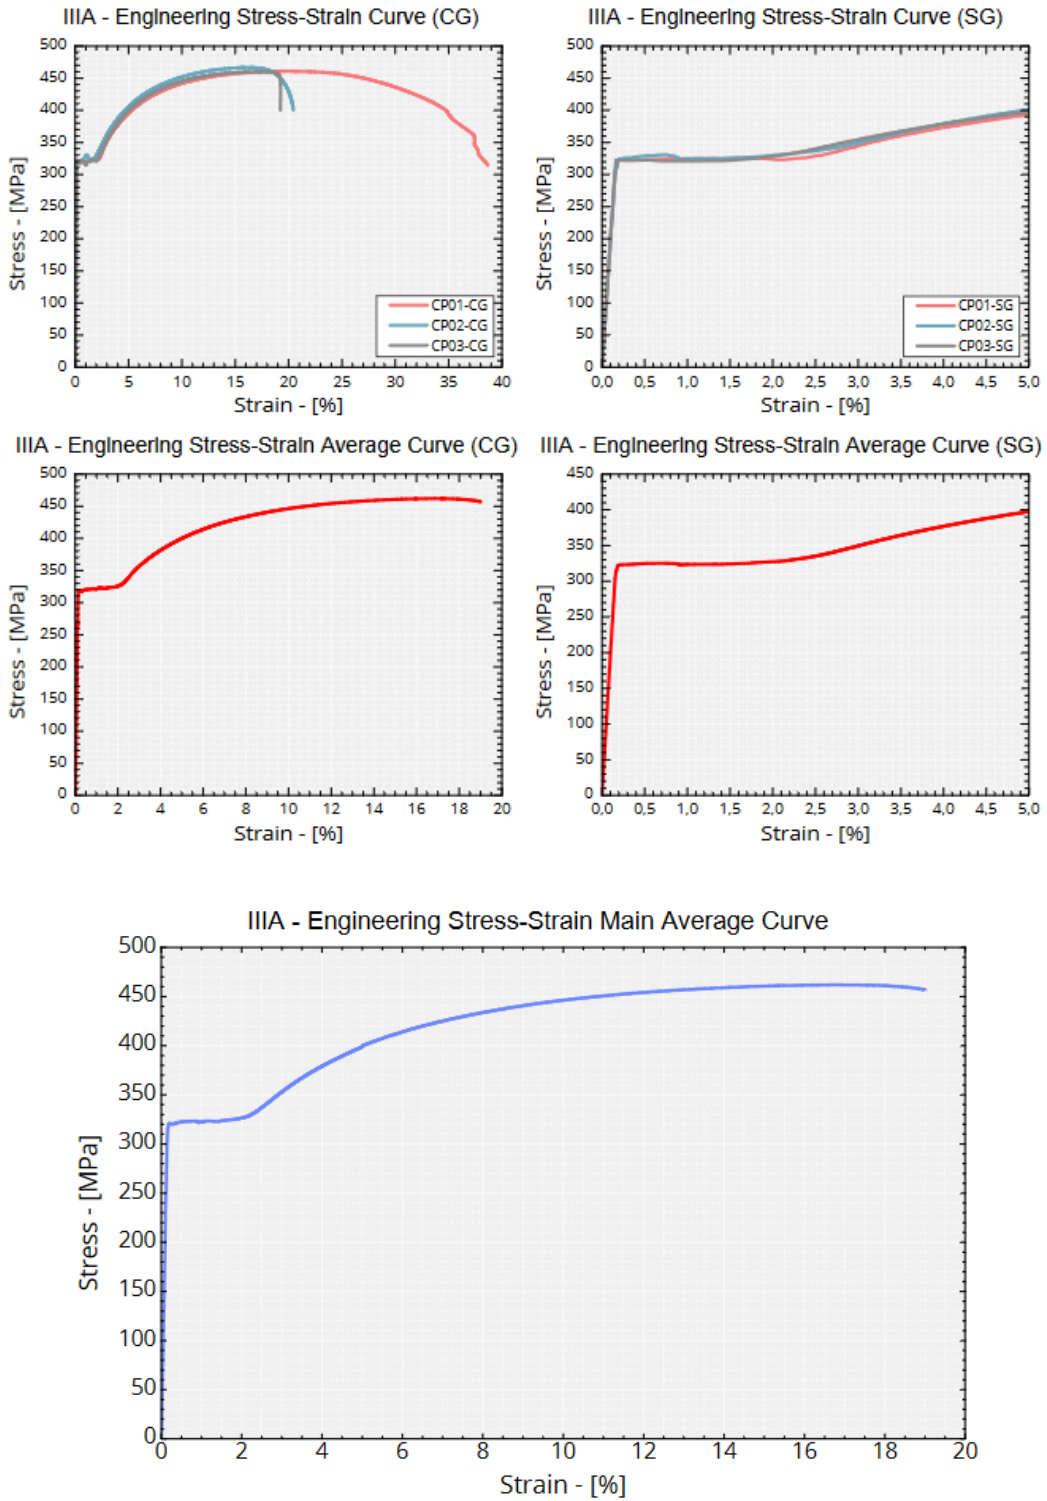 IIIA - Engineering Stress-Strain Curve (CG)
500
450
400
350
300
250
200
150
100
50
0
Stress - [MPa]
CP01-CG
CP02-CG
CP03-CG
0 5 10 15 20 25 30 35 40
Strain - [%]
IIIA - Engineering Stress-Strain Curve (SG)
500
450
400
350
300
250
200
150
100
50
0
Stress - [MPa]
CP01-SG
CP02-SG
CP03-SG
0,0 0,5 1,0 1,5 2,0 2,5 3,0 3,5 4,0 4,5 5,0
Strain - [%]
IIIA - Engineering Stress-Strain Average Curve (CG)
500
450
400
350
300
250
200
150
100
50
0
Stress - [MPa]
0 2 4 6 8 10 12 14 16 18 20
Strain - [%]
IIIA - Engineering Stress-Strain Average Curve (SG)
450
400
350
300
250
200
150
100
50
0
Stress - [MPa]
0,0 0,5 1,0 1,5 2,0 2,5 3,0 3,5 4,0 4,5 5,0
Strain - [%]
IIIA - Engineering Stress-Strain Main Average Curve
500
450
400
350
300
250
200
150
100
50
0
Stress - [MPa]
0 2 4 6 8 10 12 14 16 18 20
Strain - [%]